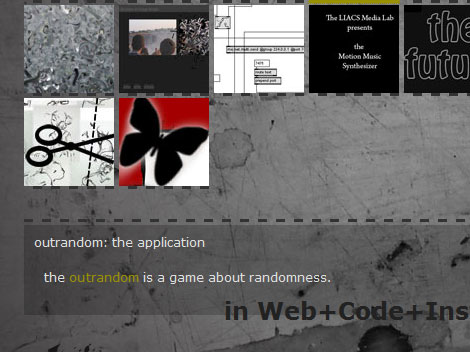 The LIACS Media Lab
presents
the
Motion Music
Synthesizer
the
futu
outrandom: the application
the outrandom is a game about randomness.
in Web+Code+Ins